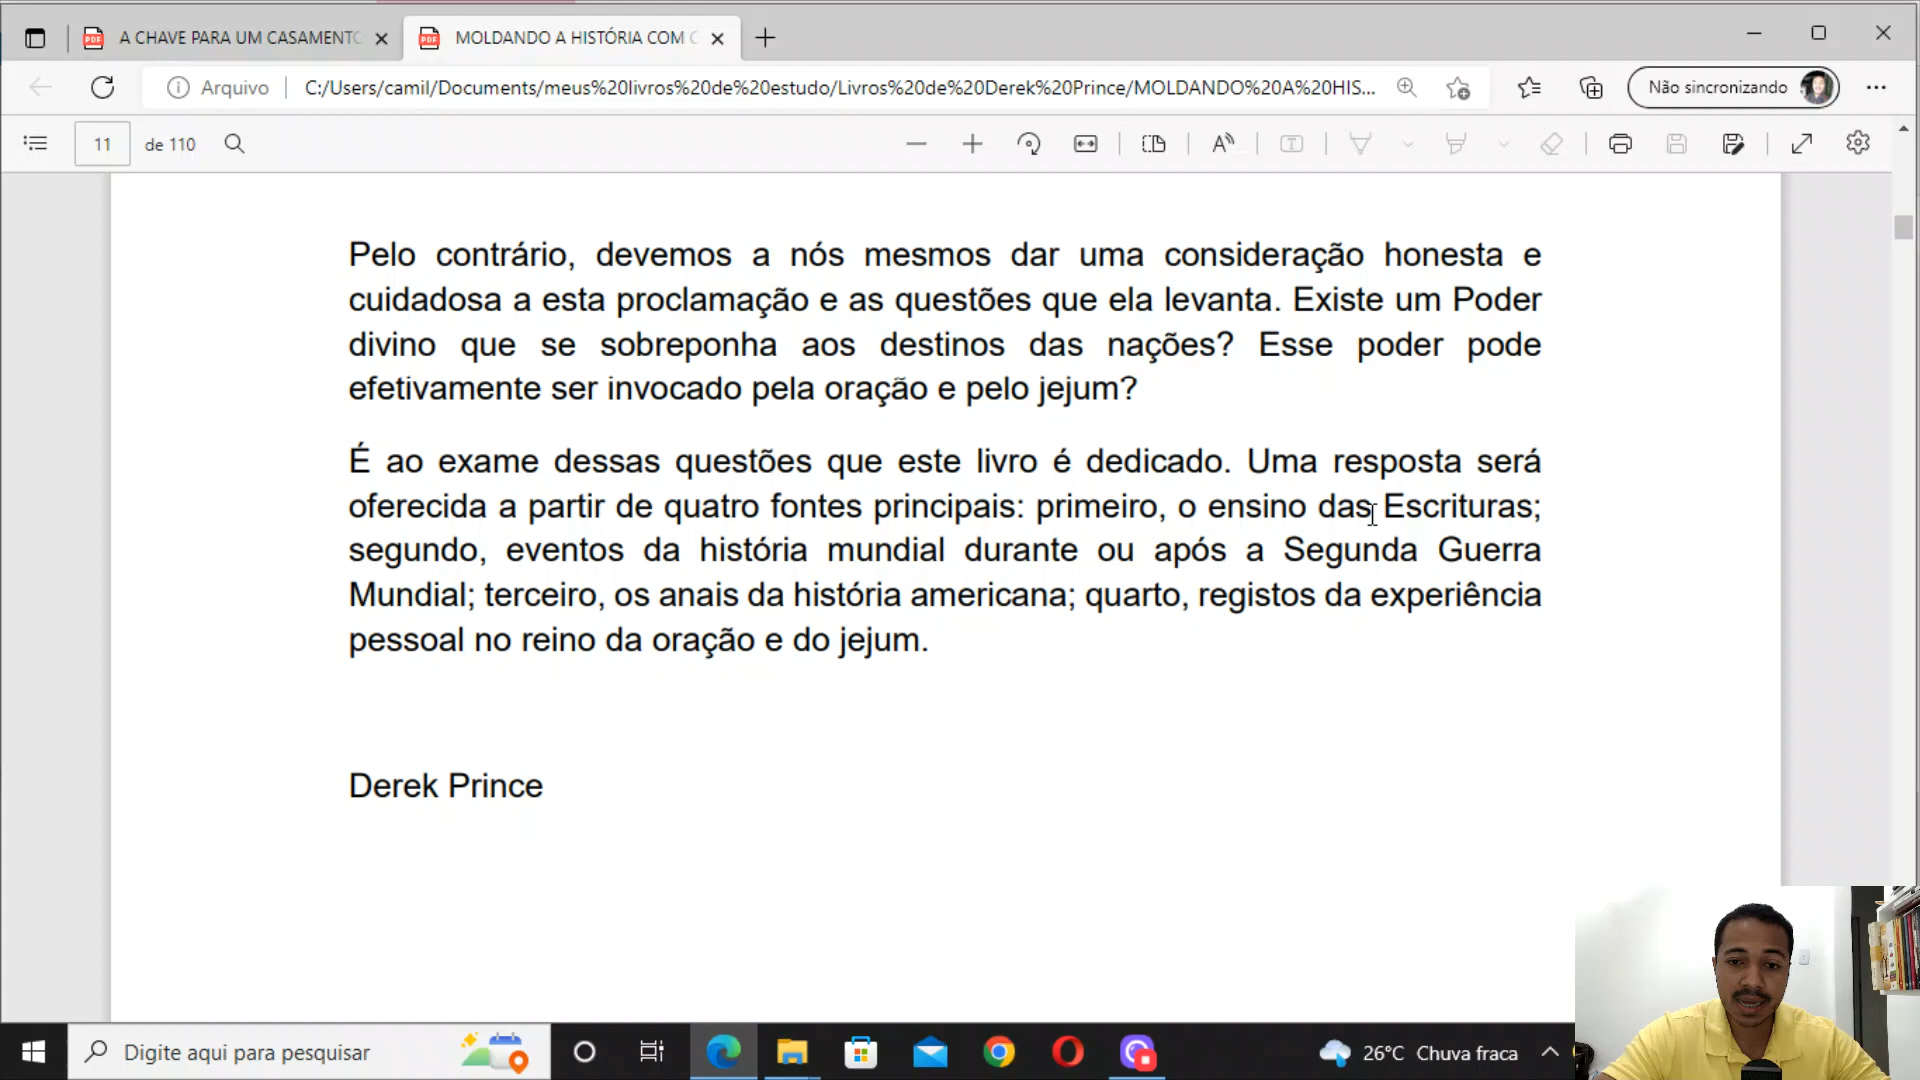 A CHAVE PARA UM CASAMENTO
MOLDANDO A HISTÓRIA COM
Arquivo
C:/Users/camil/Documents/meus%20livros%20de%20estudo/Livros%20de%20Derek%20Prince/MOLDANDO%20A%20HIS...
Não sincronizando
11 de 110
Pelo contrário, devemos a nós mesmos dar uma consideração honesta e
cuidadosa a esta proclamação e as questões que ela levanta. Existe um Poder
divino que se sobreponha aos destinos das nações? Esse poder pode
efetivamente ser invocado pela oração e pelo jejum?
É ao exame dessas questões que este livro é dedicado. Uma resposta será
oferecida a partir de quatro fontes principais: primeiro, o ensino das Escrituras;
segundo, eventos da história mundial durante ou após a Segunda Guerra
Mundial; terceiro, os anais da história americana; quarto, registos da experiência
pessoal no reino da oração e do jejum.
Derek Prince
Digite aqui para pesquisar
26°C Chuva fraca